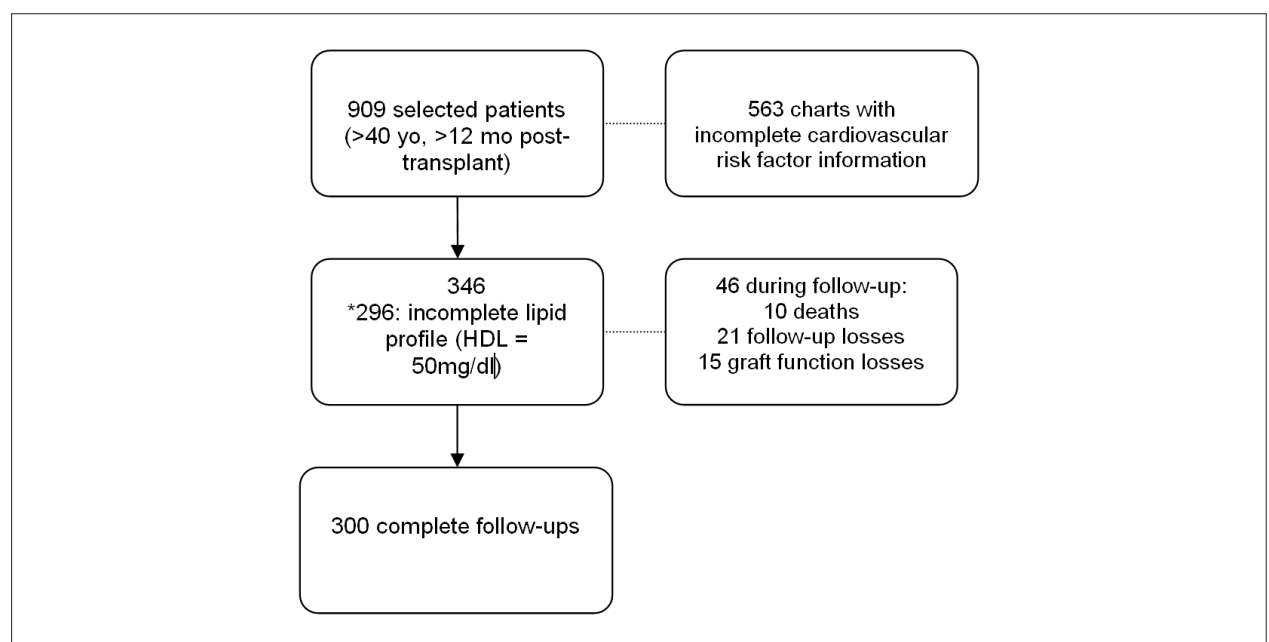 909 selected patients
(>40 yo, >12 mo post-
transplant)
563 charts with
incomplete cardiovascular
risk factor information
346
*296: incomplete lipid
profile (HDL =
50mg/dl)
46 during follow-up:
10 deaths
21 follow-up losses
15 graft function losses
300 complete follow-ups